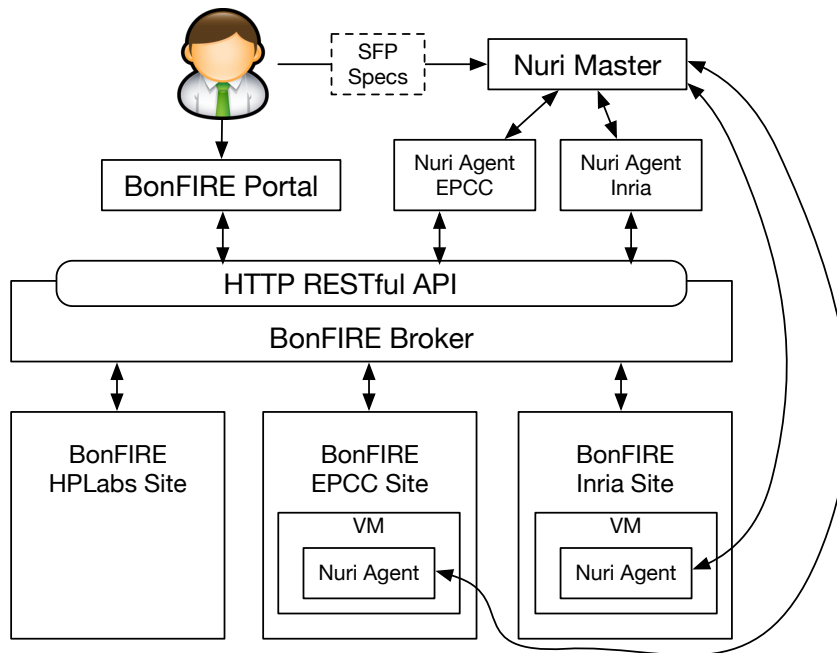 SFP
Specs
Nuri Master
BonFIRE Portal
Nuri Agent
EPCC
Nuri Agent
Inria
HTTP RESTful API
BonFIRE Broker
BonFIRE
HPLabs Site
BonFIRE
EPCC Site
VM
Nuri Agent
BonFIRE
Inria Site
VM
Nuri Agent